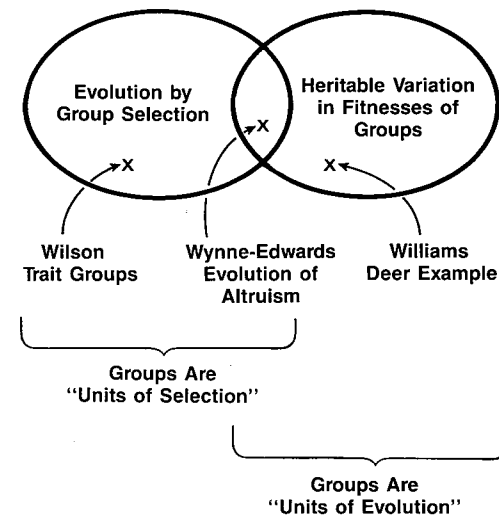 Evolution by
Group Selection
X
Heritable Variation
in Fitnesses of
Groups
X
X
Wilson
Trait Groups
Wynne-Edwards
Evolution of
Altruism
Williams
Deer Example
Groups Are
"Units of Selection"
Groups Are
"Units of Evolution"